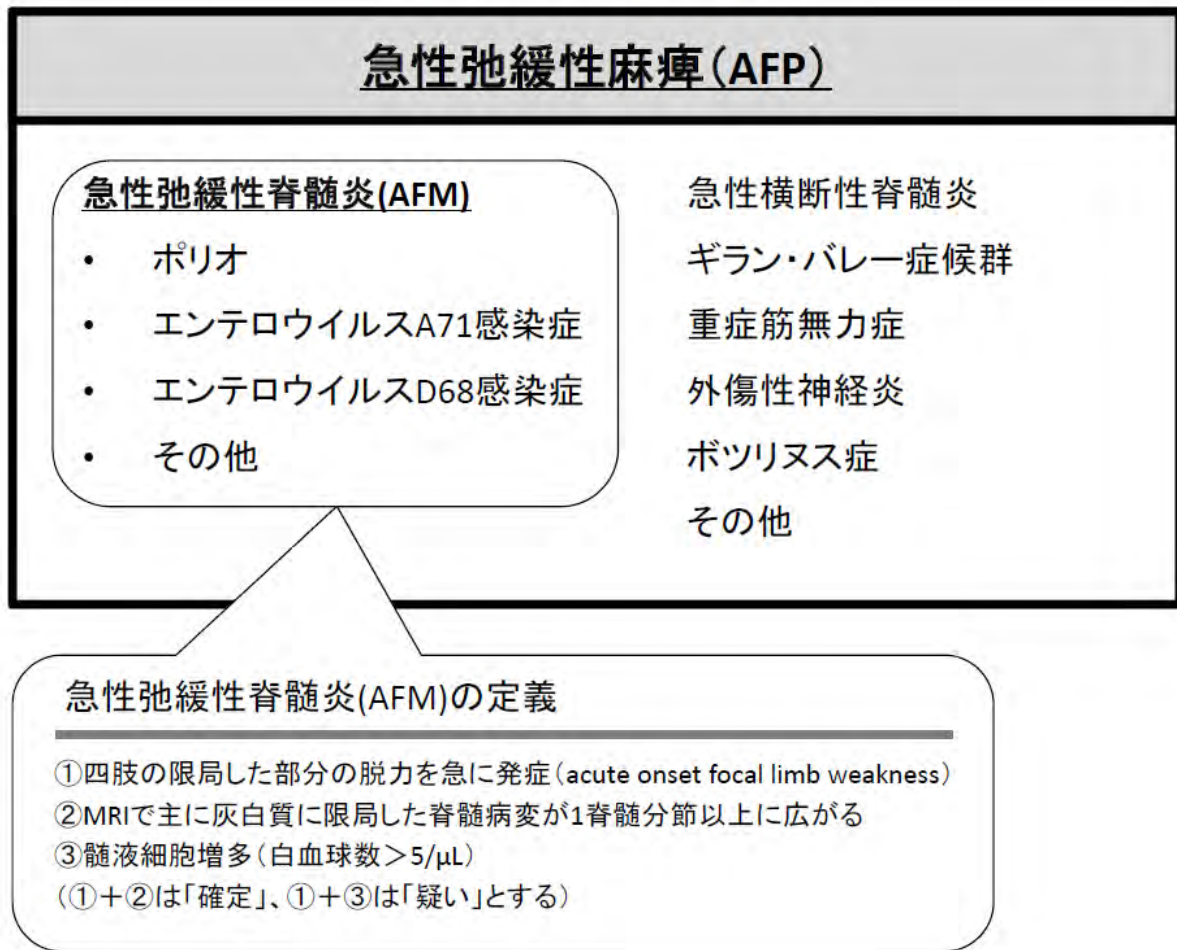 急性弛緩性麻痺(AFP)
急性弛緩性脊髄炎(AFM)
• ポリオ
• エンテロウイルスA71感染症
• エンテロウイルスD68感染症
• その他
急性横断性脊髄炎
ギラン・バレー症候群
重症筋無力症
外傷性神経炎
ボツリヌス症
その他
急性弛緩性脊髄炎(AFM)の定義
①四肢の限局した部分の脱力を急に発症(acute onset focal limb weakness)
②MRIで主に灰白質に限局した脊髄病変が1脊髄分節以上に広がる
③髄液細胞増多(白血球数>5/μL)
(①+②は「確定」、①+③は「疑い」とする)